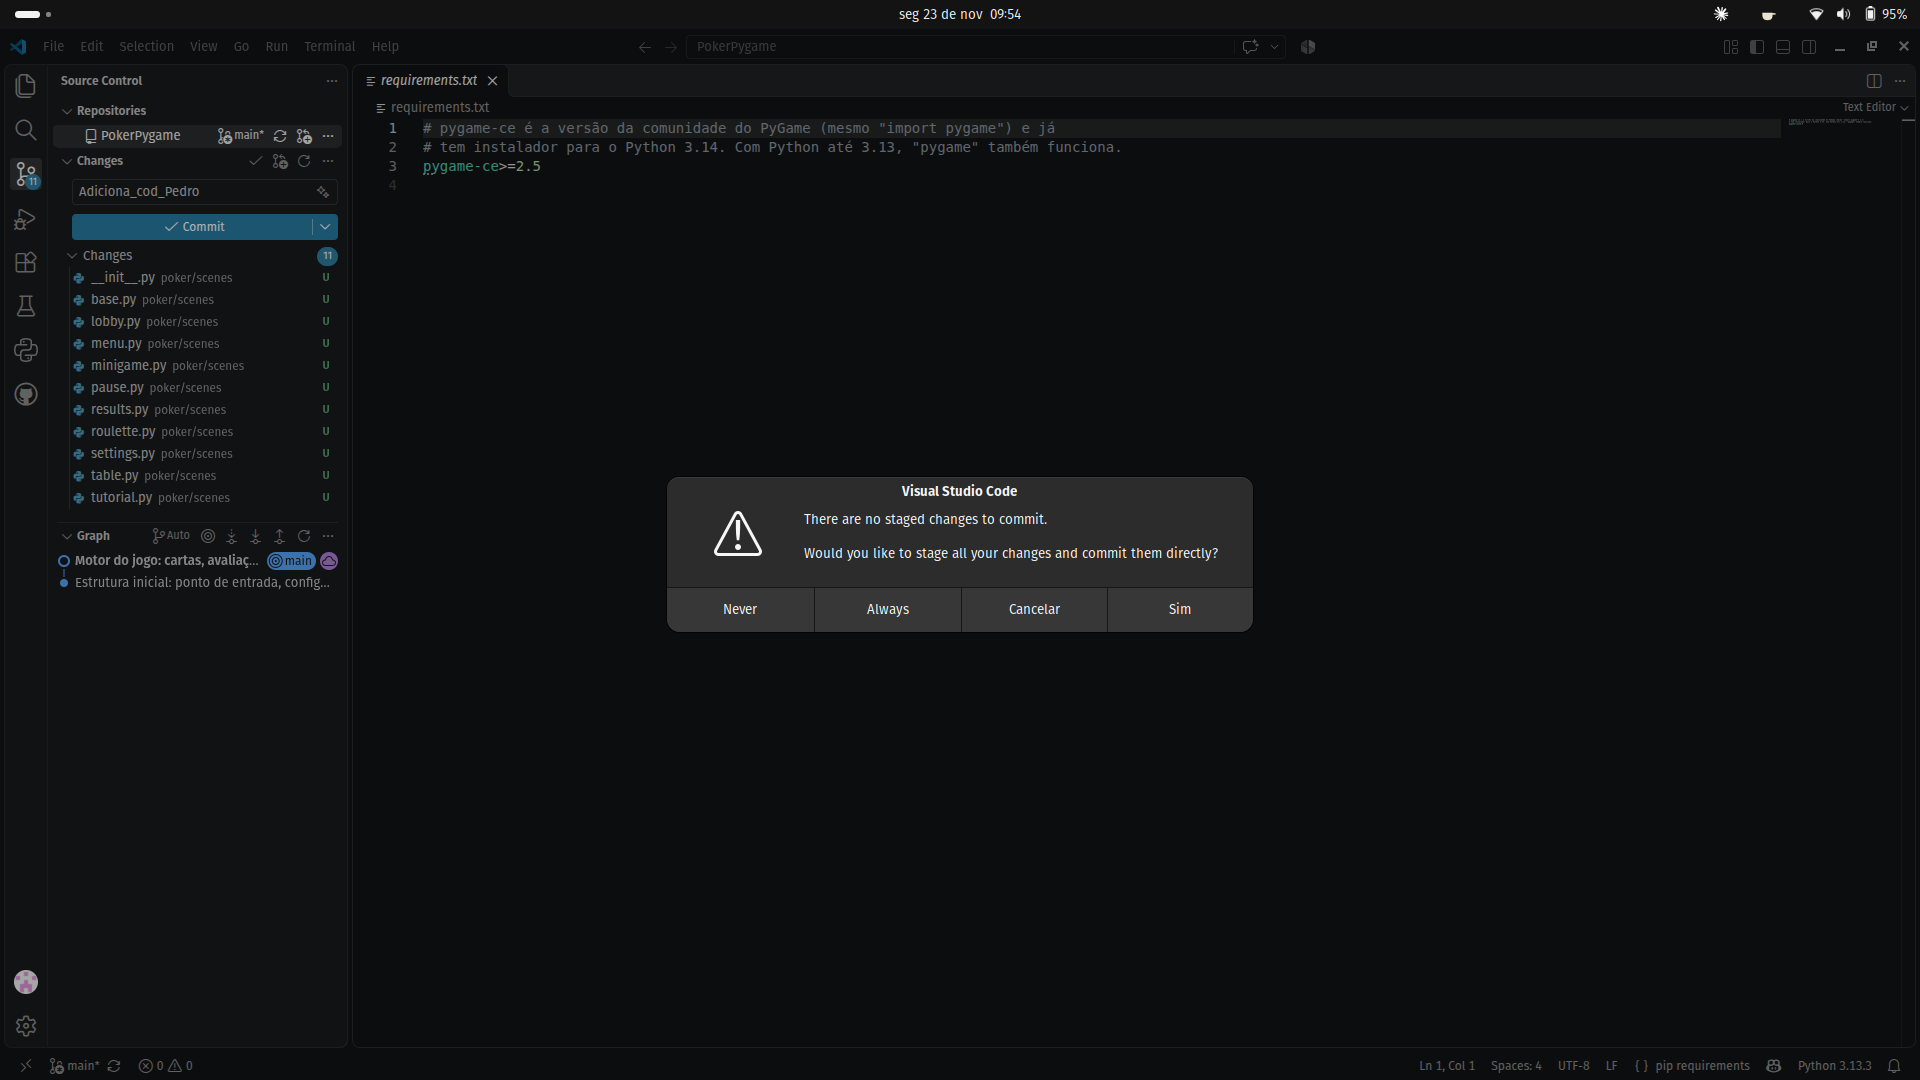 seg 23 de nov 09:54
95%
File Edit Selection View Go Run Terminal Help
PokerPygame
Source Control
Repositories
PokerPygame main*
Changes
Adiciona_cod_Pedro
Commit
Changes 11
__init__.py poker/scenes U
base.py poker/scenes U
lobby.py poker/scenes U
menu.py poker/scenes U
minigame.py poker/scenes U
pause.py poker/scenes U
results.py poker/scenes U
roulette.py poker/scenes U
settings.py poker/scenes U
table.py poker/scenes U
tutorial.py poker/scenes U
Graph Auto
Motor do jogo: cartas, avaliaç... main
Estrutura inicial: ponto de entrada, config...
11
requirements.txt
requirements.txt
Text Editor
1 # pygame-ce é a versão da comunidade do PyGame (mesmo "import pygame") e já
2 # tem instalador para o Python 3.14. Com Python até 3.13, "pygame" também funciona.
3 pygame-ce>=2.5
4
Visual Studio Code
There are no staged changes to commit.
Would you like to stage all your changes and commit them directly?
Never Always Cancelar Sim
main* 0 0
Ln 1, Col 1 Spaces: 4 UTF-8 LF { } pip requirements Python 3.13.3